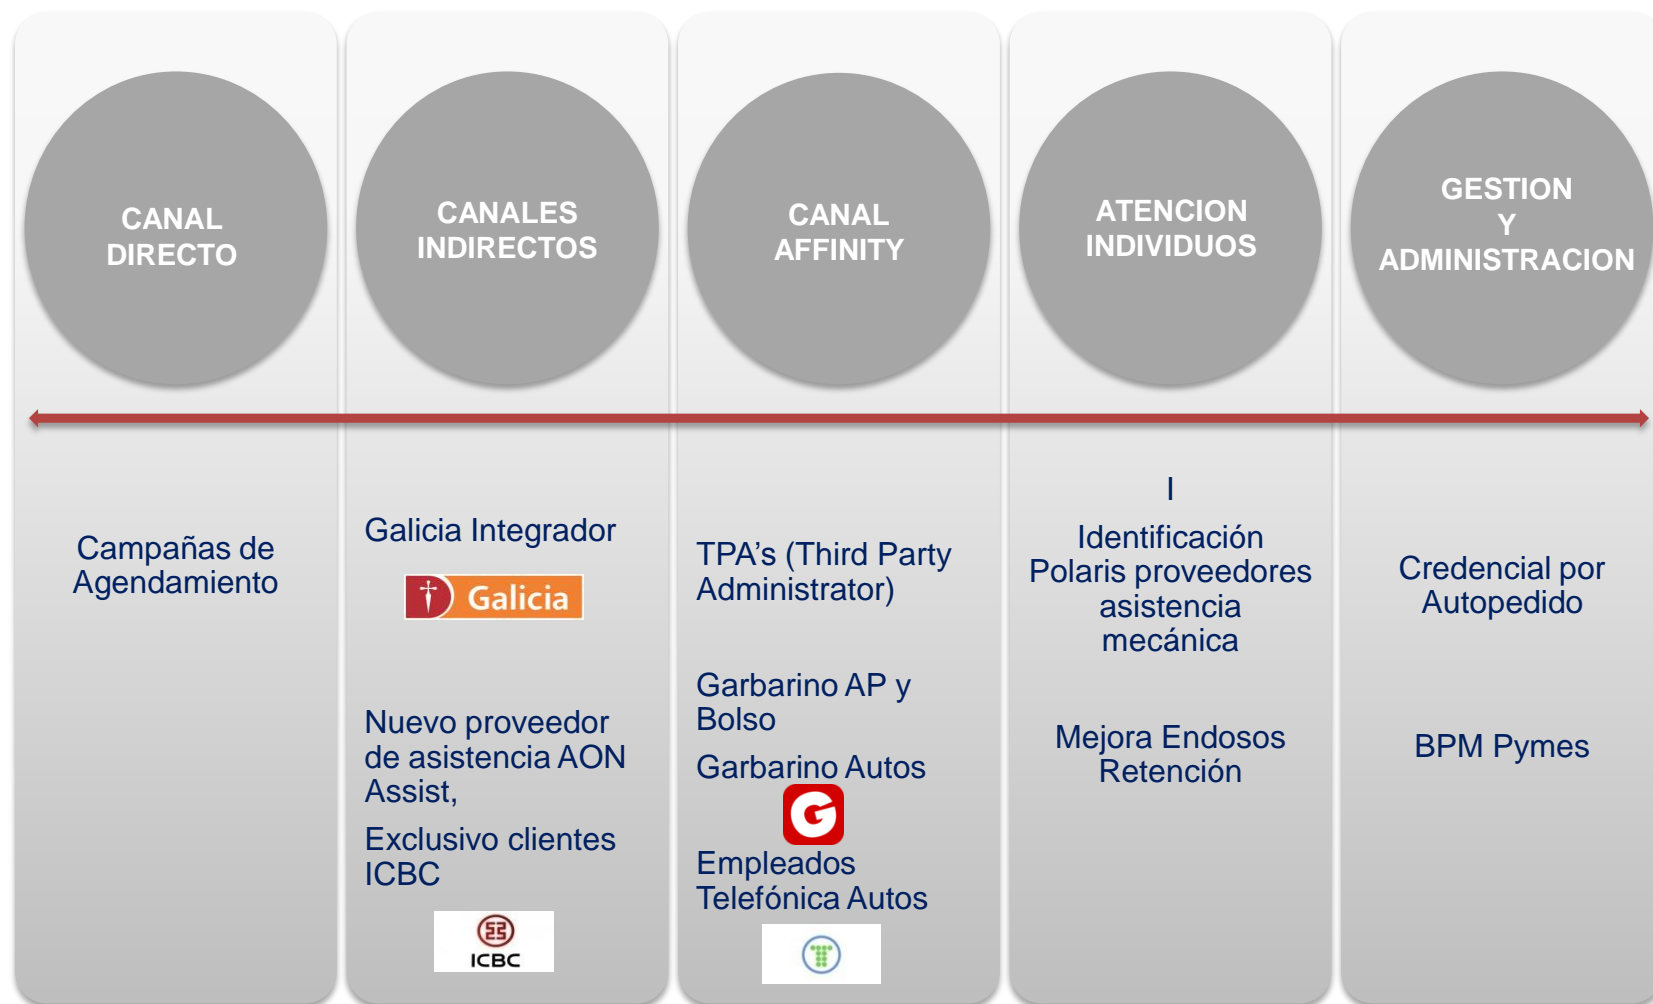 CANAL
DIRECTO
CANALES
INDIRECTOS
CANAL
AFFINITY
ATENCION
INDIVIDUOS
GESTION
Y
ADMINISTRACION
Campañas de
Agendamiento
Galicia Integrador
Galicia
Nuevo proveedor
de asistencia AON
Assist,
Exclusivo clientes
ICBC
ICBC
TPA's (Third Party
Administrator)
Garbarino AP y
Bolso
Garbarino Autos
G
Empleados
Telefónica Autos
T
I
Identificación
Polaris proveedores
asistencia
mecánica
Mejora Endosos
Retención
Credencial por
Autopedido
BPM Pymes